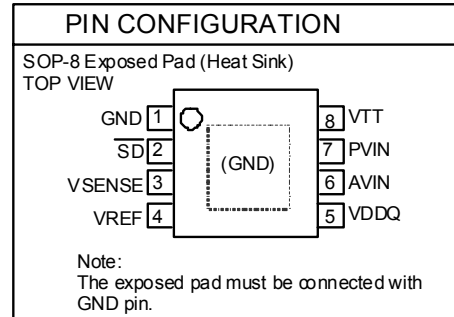 PIN CONFIGURATION
SOP-8 Exposed Pad (Heat Sink)
TOP VIEW
GND 1
8 VTT
S̅D̅ 2
7 PVIN
(GND)
VSENSE 3
6 AVIN
VREF 4
5 VDDQ
Note:
The exposed pad must be connected with
GND pin.